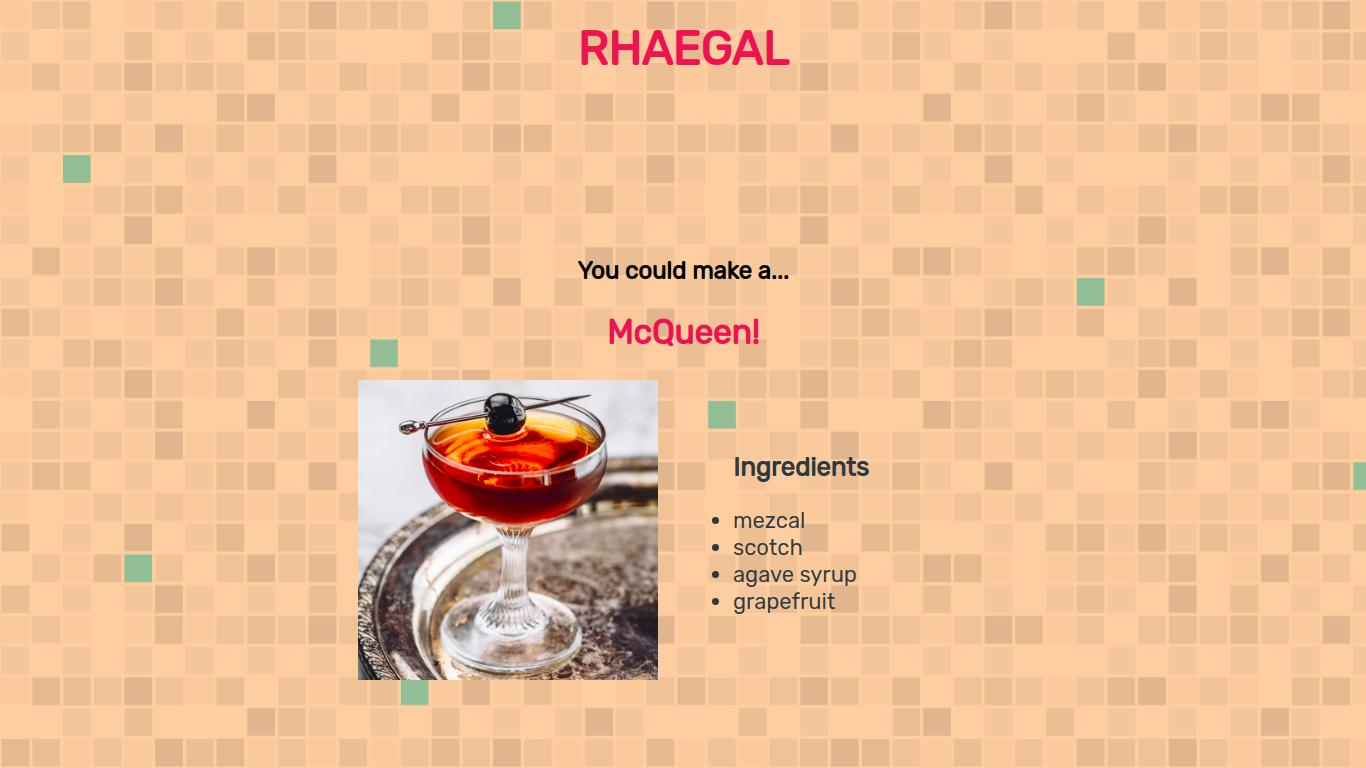 RHAEGAL
You could make a...
McQueen!
Ingredients
mezcal
scotch
agave syrup
grapefruit